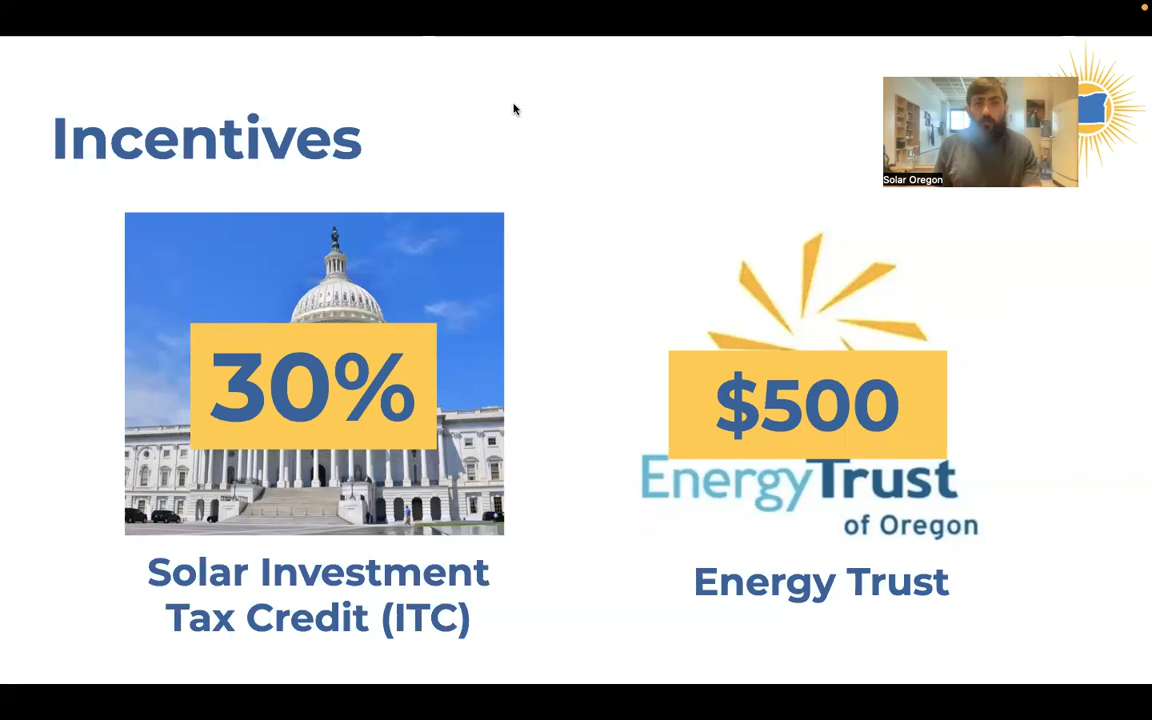 Incentives
Solar Oregon
30%
Solar Investment
Tax Credit (ITC)
$500
EnergyTrust
of Oregon
Energy Trust